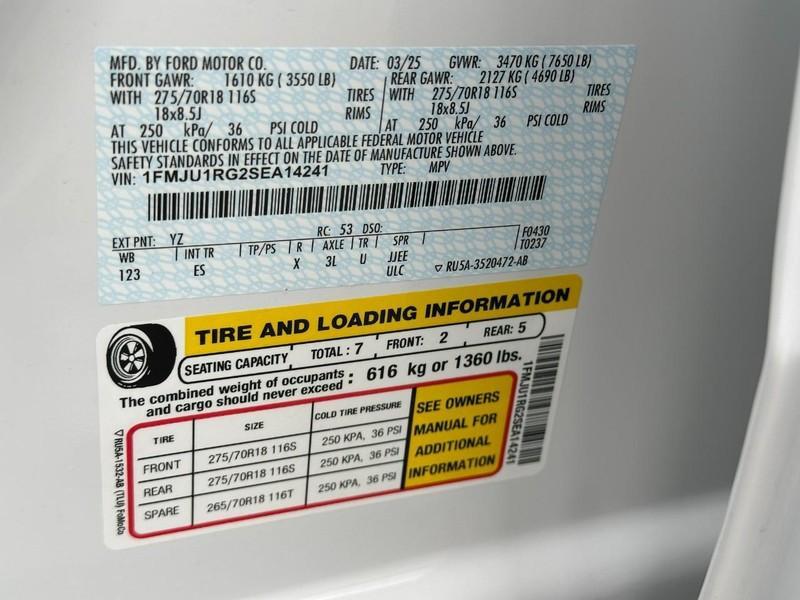 MFD. BY FORD MOTOR CO. DATE: 03/25 GVWR: 3470 KG (7650 LB)
FRONT GAWR: 1610 KG (3550 LB) REAR GAWR: 2127 KG (4690 LB)
WITH 275/70R18 116S TIRES WITH 275/70R18 116S TIRES
18x8.5J RIMS 18x8.5J RIMS
AT 250 kPa/ 36 PSI COLD AT 250 kPa/ 36 PSI COLD
THIS VEHICLE CONFORMS TO ALL APPLICABLE FEDERAL MOTOR VEHICLE
SAFETY STANDARDS IN EFFECT ON THE DATE OF MANUFACTURE SHOWN ABOVE.
VIN: 1FMJU1RG2SEA14241 TYPE: MPV
EXT PNT: YZ RC: 53 DSO: F0430
WB INT TR TP/PS R AXLE TR SPR T0237
123 ES X 3L U JJEE
ULC ▽ RU5A-3520472-AB
TIRE AND LOADING INFORMATION
SEATING CAPACITY TOTAL: 7 FRONT: 2 REAR: 5
The combined weight of occupants and cargo should never exceed : 616 kg or 1360 lbs.
TIRE SIZE COLD TIRE PRESSURE
FRONT 275/70R18 116S 250 KPA, 36 PSI
REAR 275/70R18 116S 250 KPA, 36 PSI
SPARE 265/70R18 116T 250 KPA, 36 PSI
SEE OWNERS
MANUAL FOR
ADDITIONAL
INFORMATION
1FMJU1RG2SEA14241
▽ RU5A-1532-AB (TLU) FoMoCo